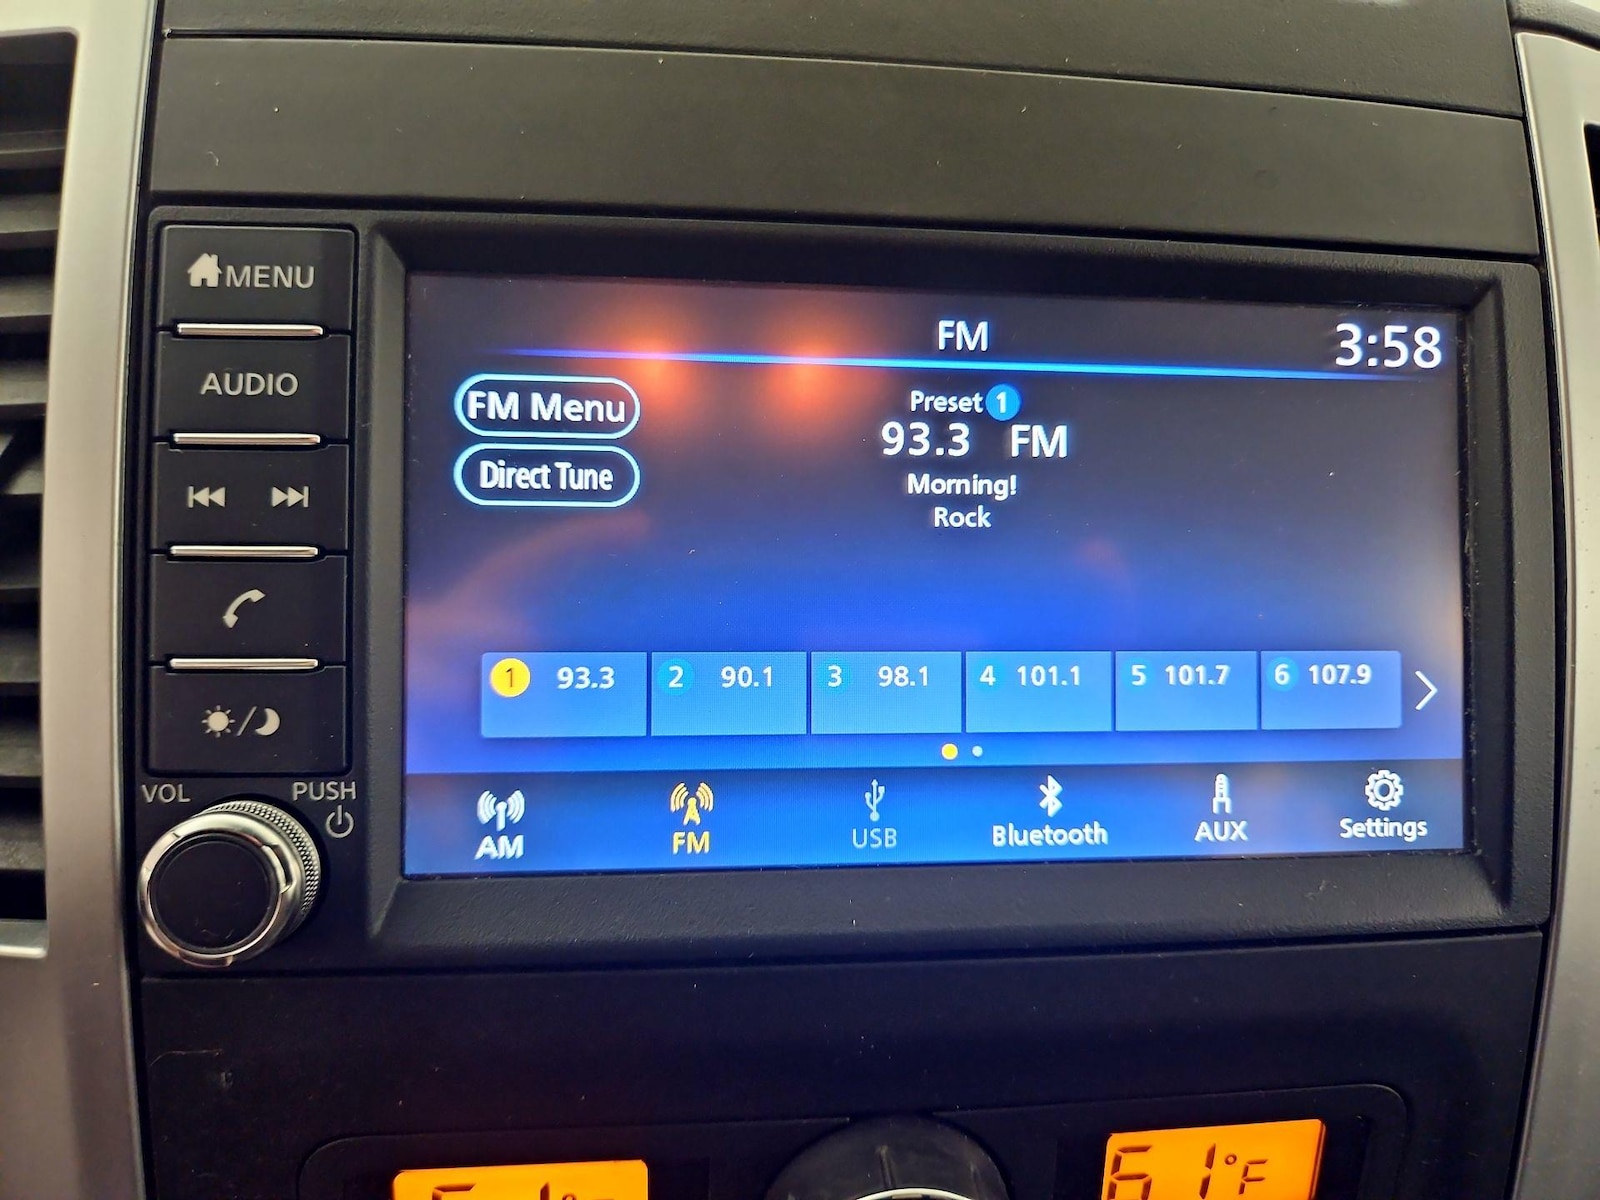 MENU
AUDIO
VOL
PUSH
FM
3:58
FM Menu
Direct Tune
Preset 1
93.3 FM
Morning!
Rock
1 93.3
2 90.1
3 98.1
4 101.1
5 101.7
6 107.9
AM
FM
USB
Bluetooth
AUX
Settings
61°F